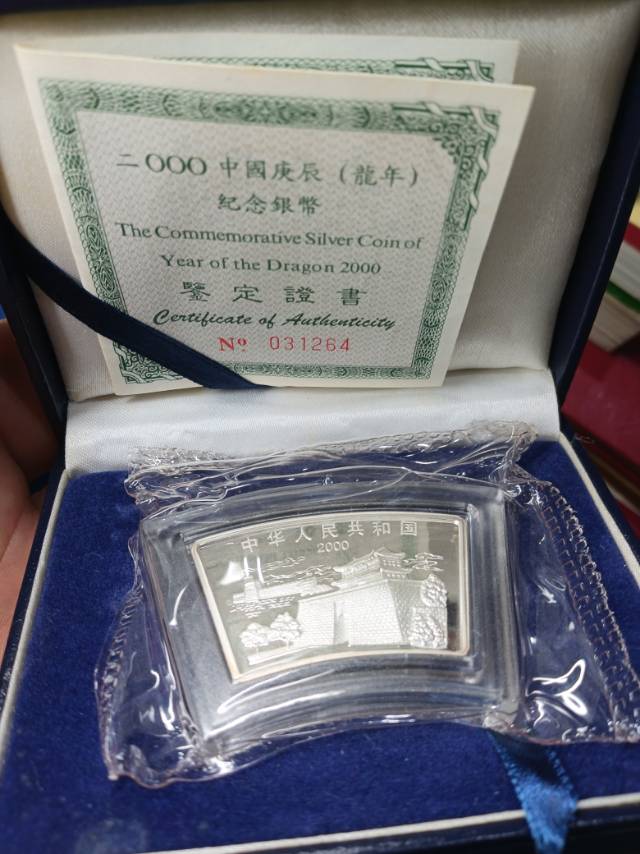 二OOO中國庚辰(龍年)
紀念銀幣
The Commemorative Silver Coin of
Year of the Dragon 2000
鑒定證書
Certificate of Authenticity
Nº 031264
中华人民共和国
2000